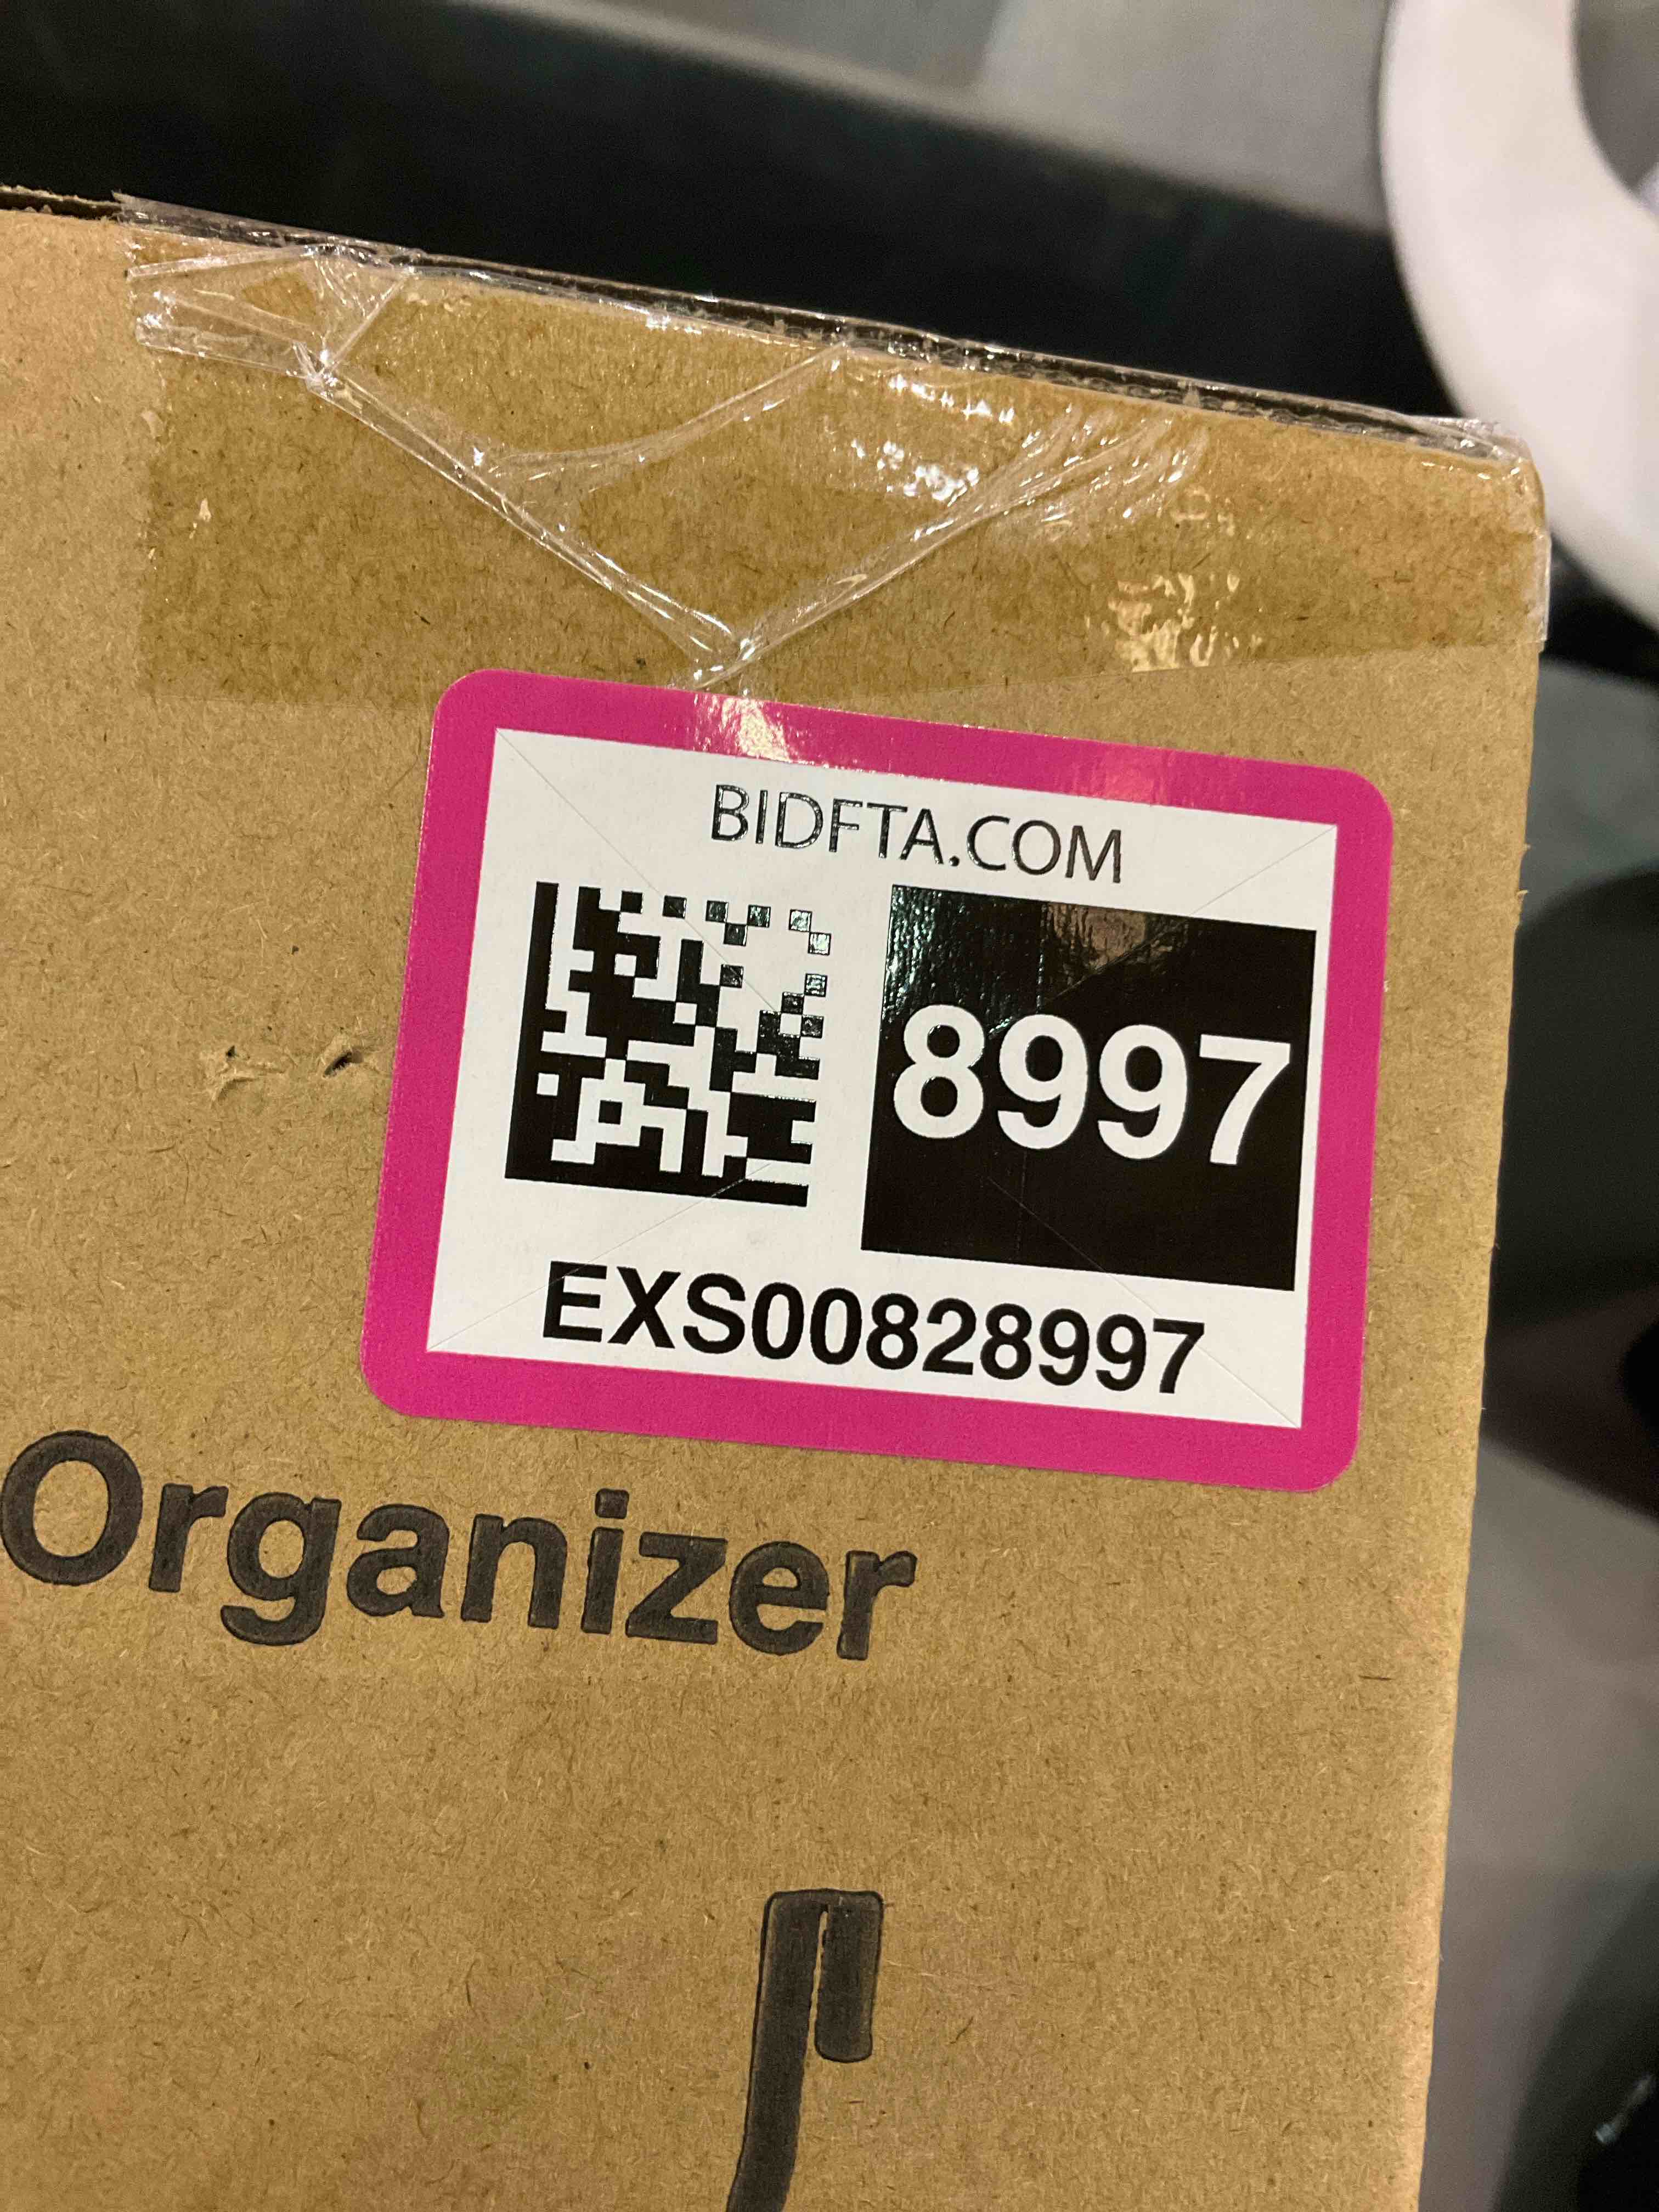 BIDFTA.COM
8997
EXS00828997
Organizer